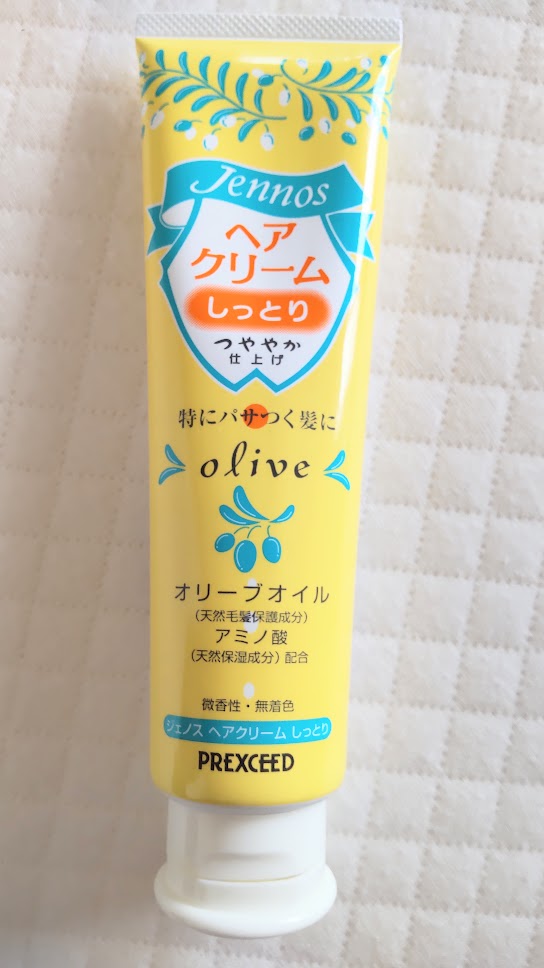 Jennos
ヘア
クリーム
しっとり
つややか
仕上げ
特にパサつく髪に
olive
オリーブオイル
(天然毛髪保護成分)
アミノ酸
(天然保湿成分) 配合
微香性・無着色
ジェノス ヘアクリーム しっとり
PREXCEED